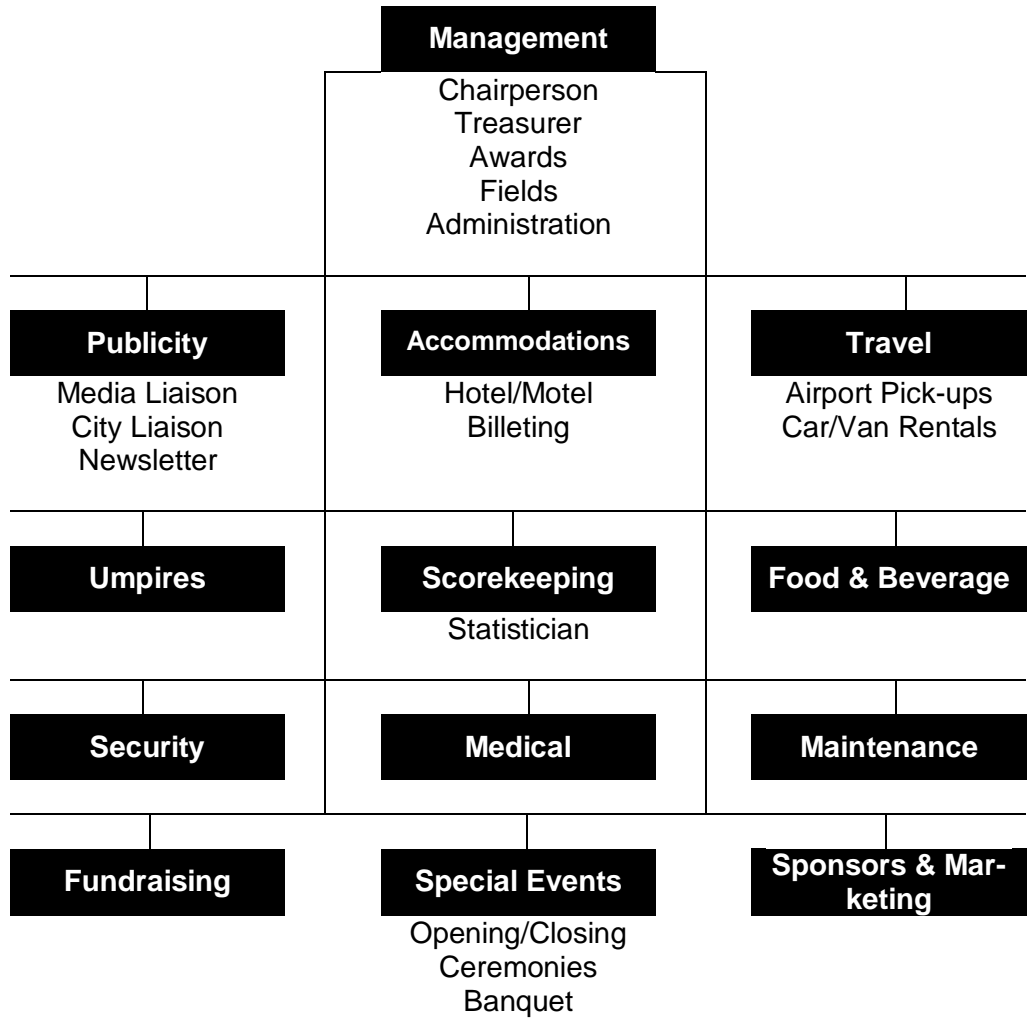 Management
Chairperson
Treasurer
Awards
Fields
Administration
Publicity
Media Liaison
City Liaison
Newsletter
Accommodations
Hotel/Motel
Billeting
Travel
Airport Pick-ups
Car/Van Rentals
Umpires
Scorekeeping
Statistician
Food & Beverage
Security
Medical
Maintenance
Fundraising
Special Events
Opening/Closing
Ceremonies
Banquet
Sponsors & Mar-
keting